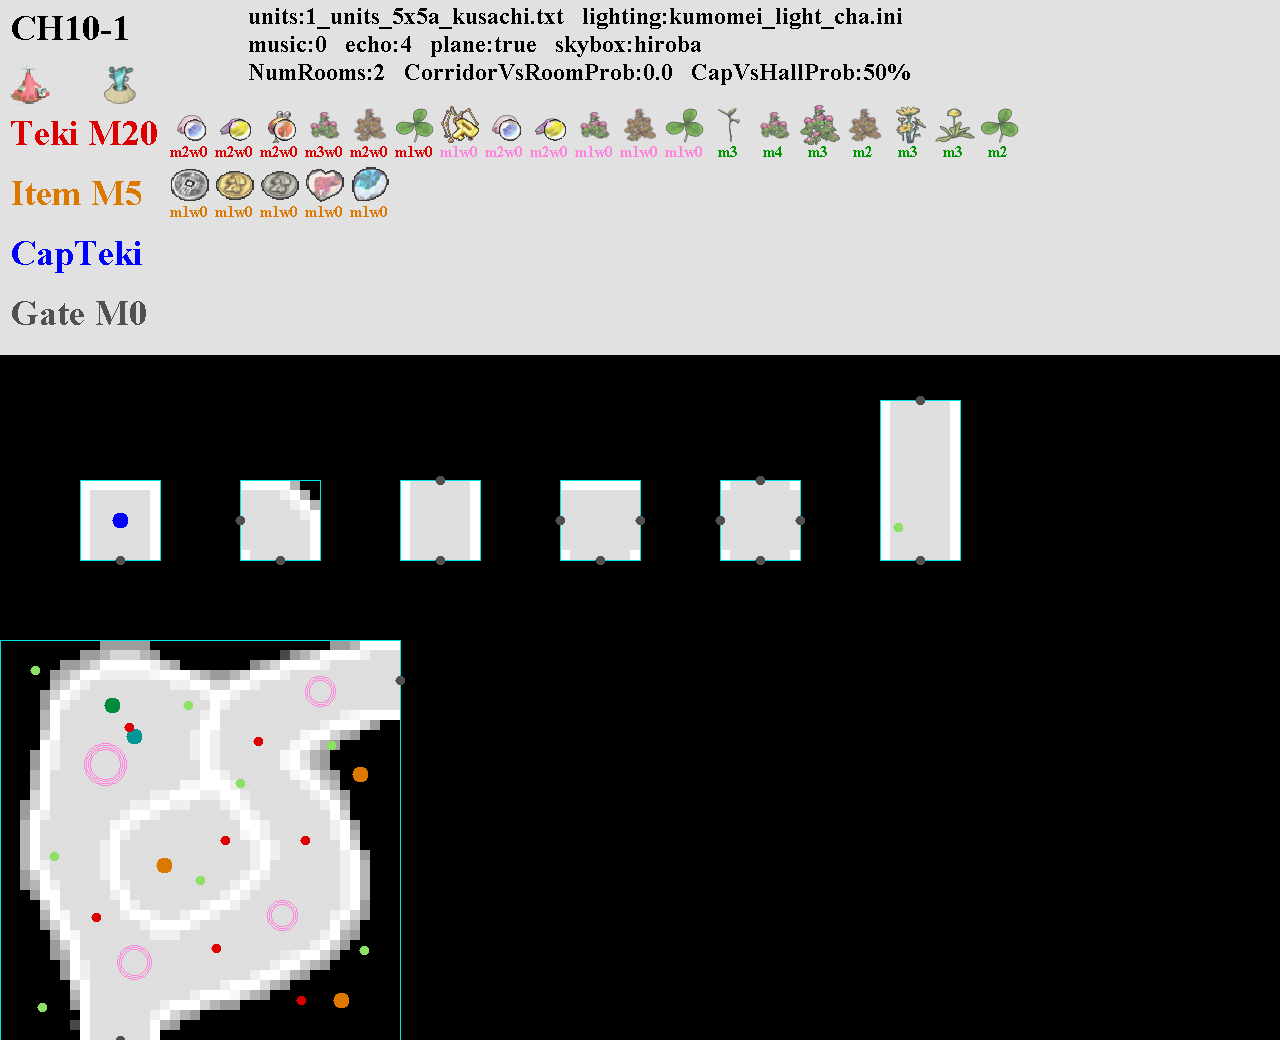 CH10-1
units:1_units_5x5a_kusachi.txt lighting:kumomei_light_cha.ini
music:0 echo:4 plane:true skybox:hiroba
NumRooms:2 CorridorVsRoomProb:0.0 CapVsHallProb:50%
Teki M20
m2w0 m2w0 m2w0 m3w0 m2w0 m1w0 m1w0 m2w0 m2w0 m1w0 m1w0 m1w0 m3 m4 m3 m2 m3 m3 m2
Item M5
m1w0 m1w0 m1w0 m1w0 m1w0
CapTeki
Gate M0